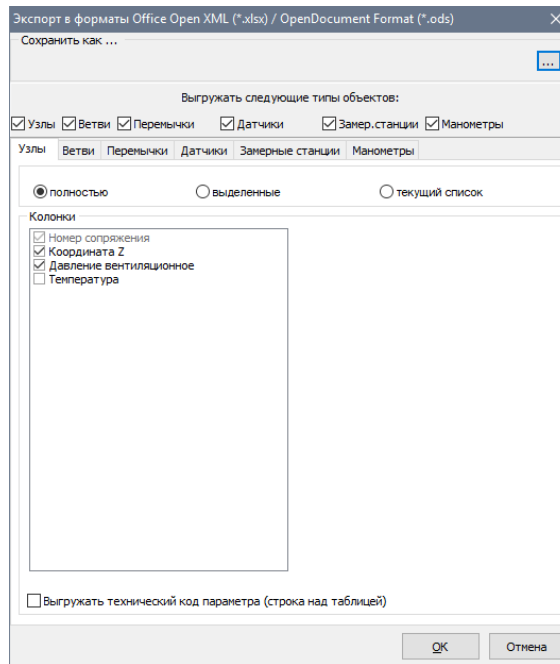 Экспорт в форматы Office Open XML (*.xlsx) / OpenDocument Format (*.ods)
Сохранить как ...
...
Выгружать следующие типы объектов:
Узлы Ветви Перемычки Датчики Замер.станции Манометры
Узлы Ветви Перемычки Датчики Замерные станции Манометры
полностью выделенные текущий список
Колонки
Номер сопряжения
Координата Z
Давление вентиляционное
Температура
Выгружать технический код параметра (строка над таблицей)
OK Отмена